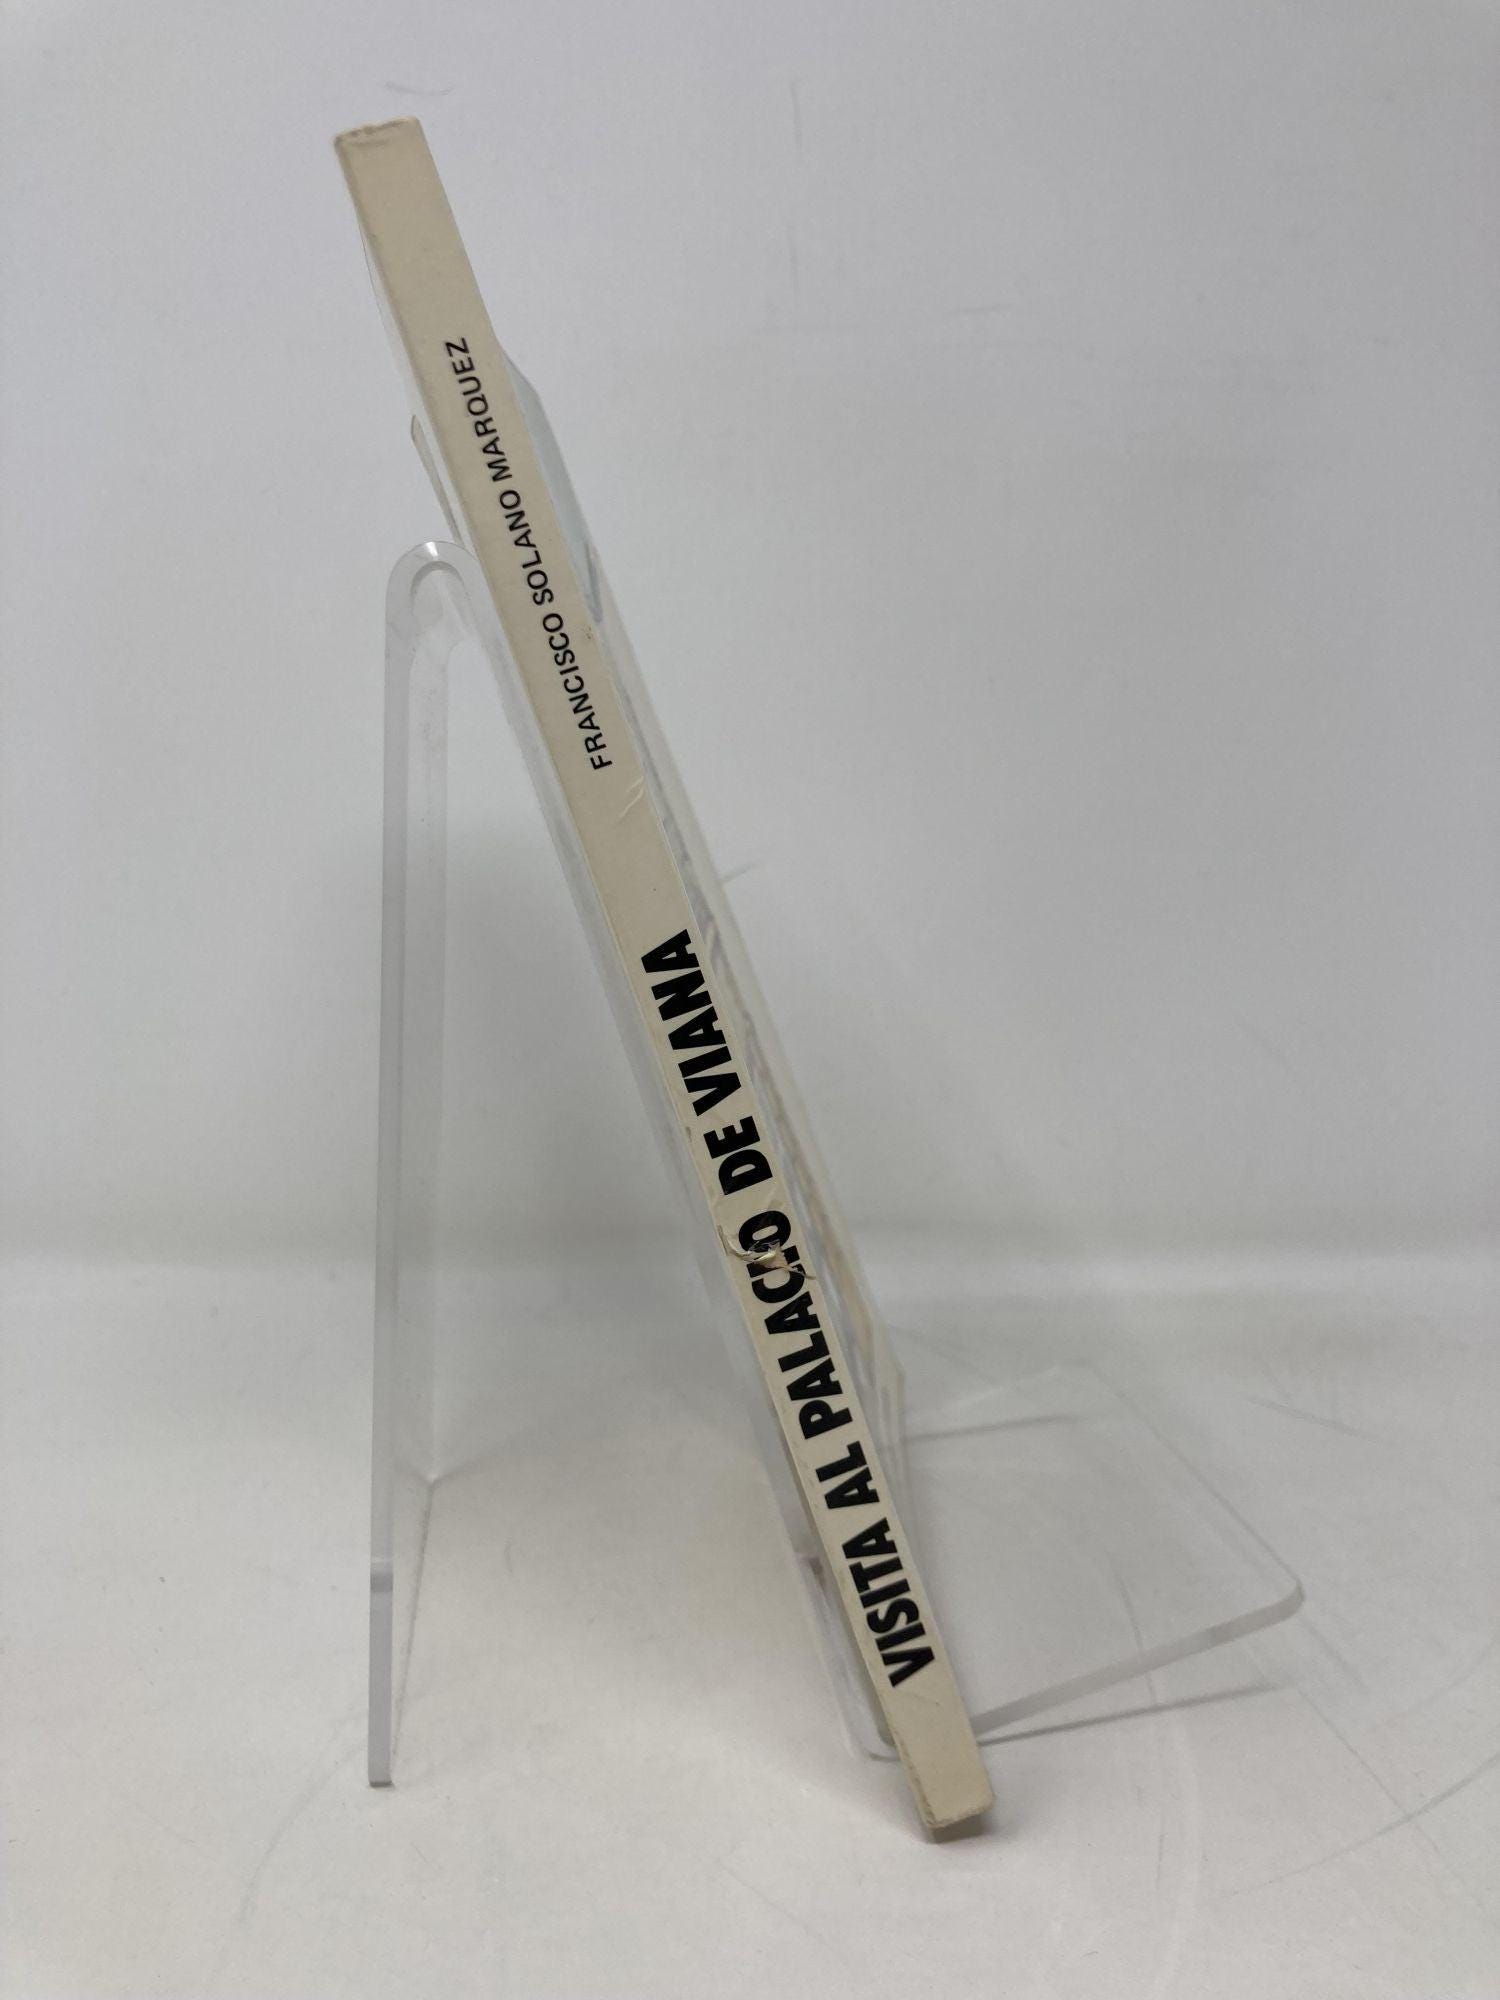 VISITA AL PALACIO DE VIANA
FRANCISCO SOLANO MARQUEZ